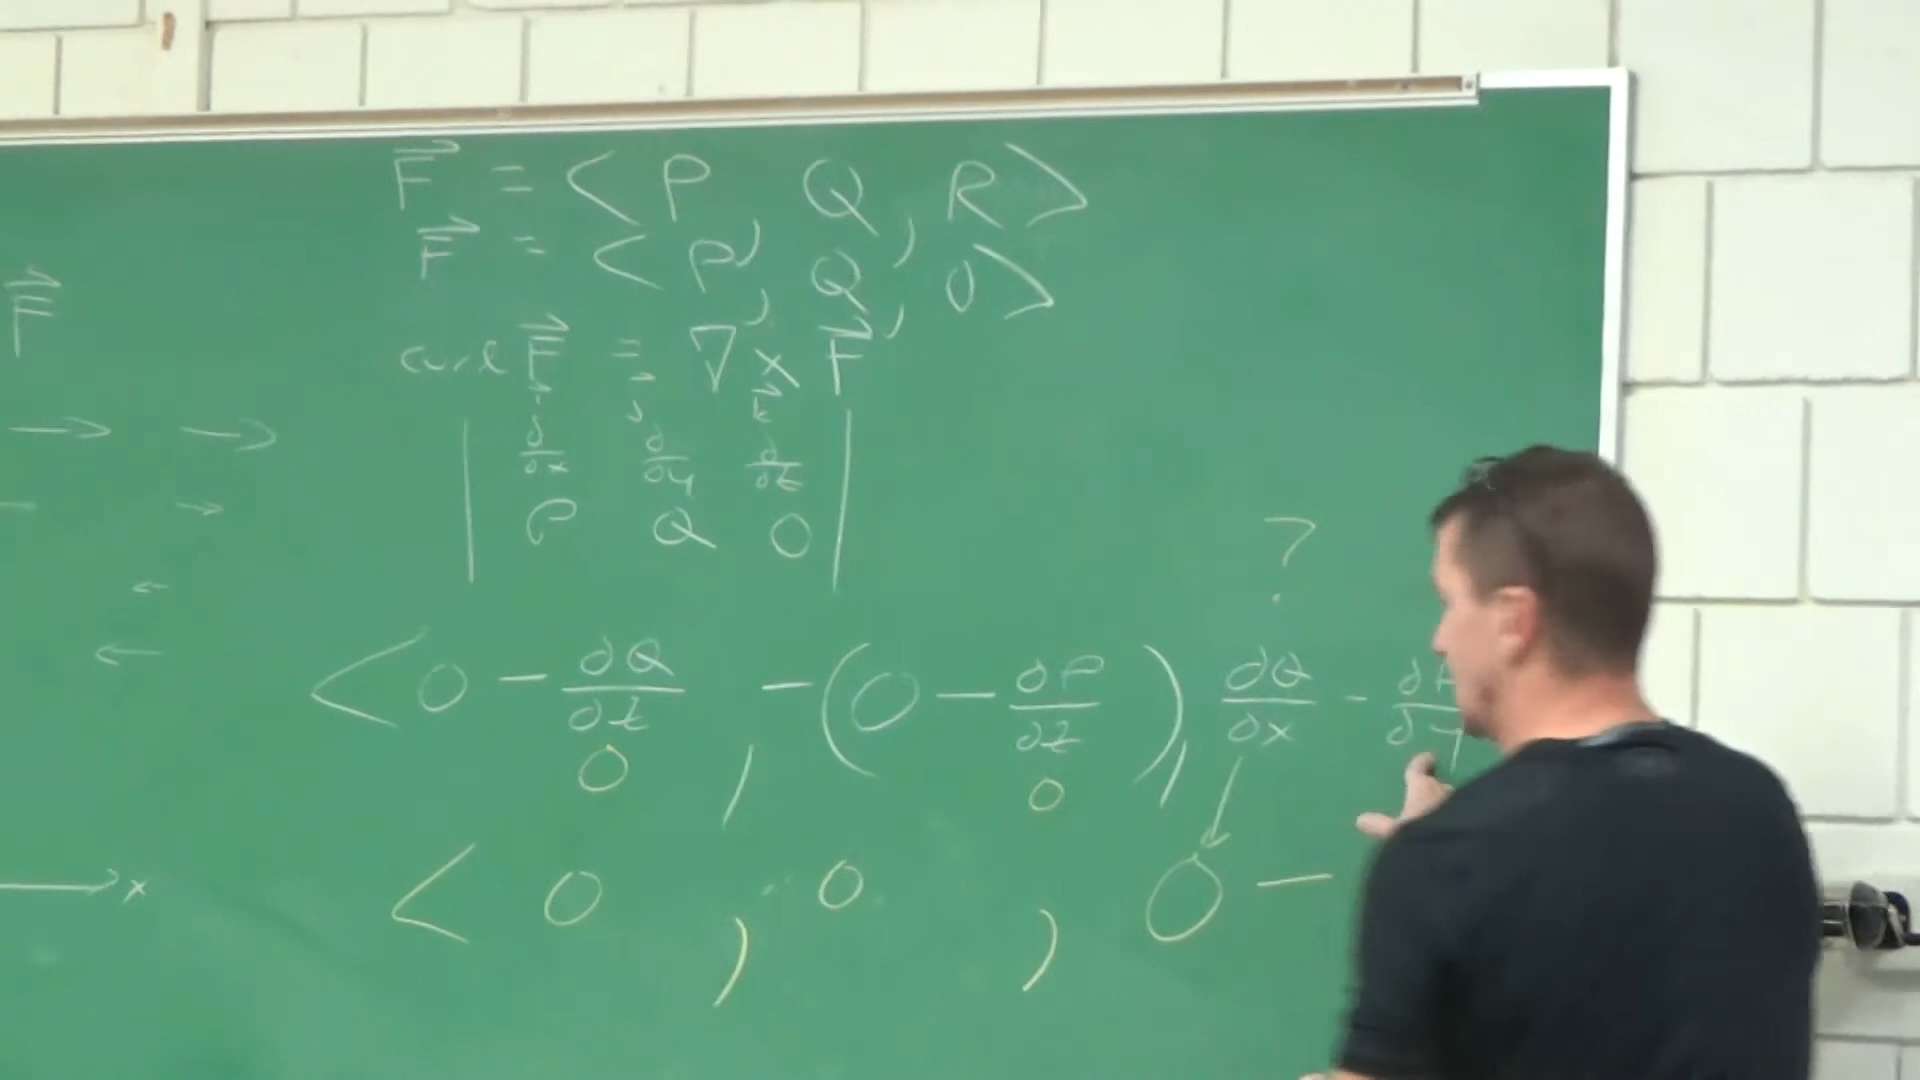 F⃗ = < P , Q , R >
F⃗ = < P , Q , 0 >
F⃗
curl F⃗ = ∇ × F⃗
| i⃗ j⃗ k⃗ |
| ∂/∂x ∂/∂y ∂/∂z |
| P Q 0 |
?
< 0 − ∂Q/∂z , −( 0 − ∂P/∂z ) , ∂Q/∂x − ∂P/∂y
0 0
x
< 0 , 0 , 0 −